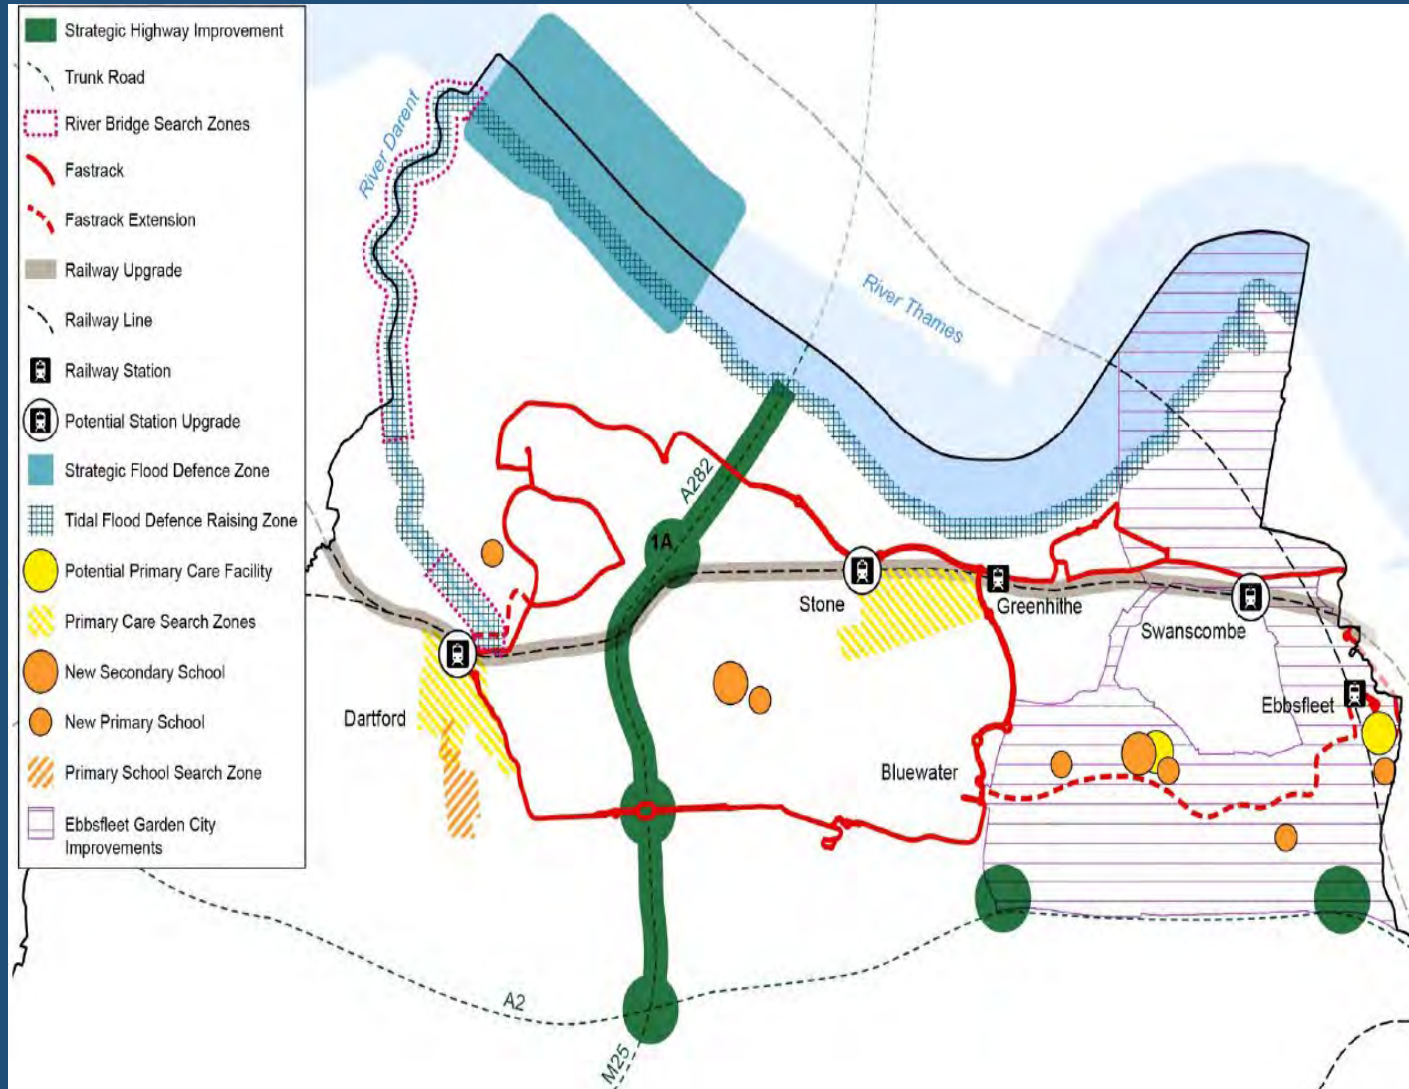 Strategic Highway Improvement
Trunk Road
River Bridge Search Zones
Fastrack
Fastrack Extension
Railway Upgrade
Railway Line
Railway Station
Potential Station Upgrade
Strategic Flood Defence Zone
Tidal Flood Defence Raising Zone
Potential Primary Care Facility
Primary Care Search Zones
New Secondary School
New Primary School
Primary School Search Zone
Ebbsfleet Garden City
Improvements
River Darent
River Thames
A282
1A
Stone
Greenhithe
Swanscombe
Ebbsfleet
Dartford
Bluewater
A2
M25